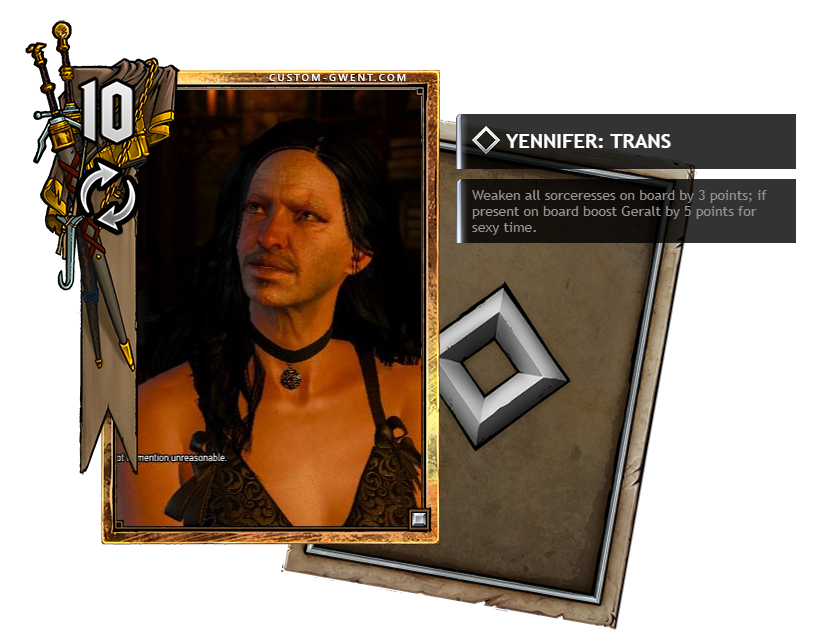 CUSTOM-GWENT.COM
10
YENNIFER: TRANS
Weaken all sorceresses on board by 3 points; if
present on board boost Geralt by 5 points for
sexy time.
mention unreasonable.